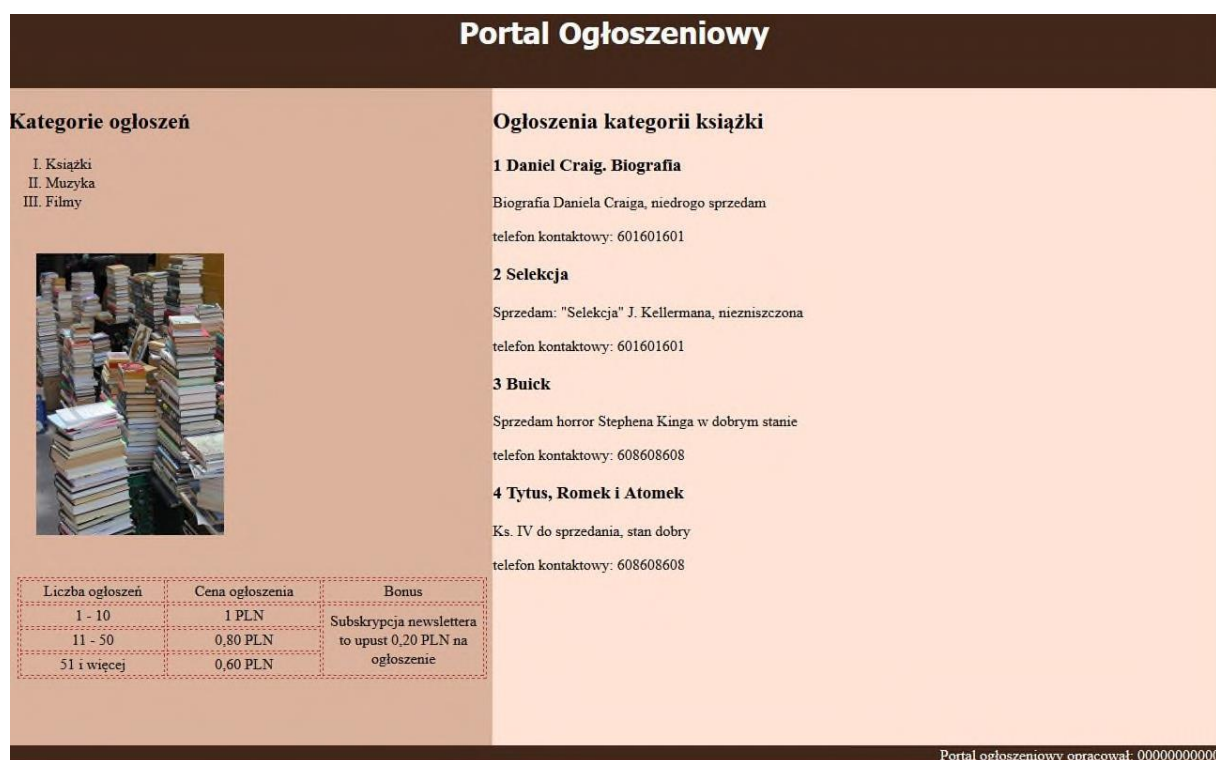 Portal Ogłoszeniowy
Kategorie ogłoszeń
I. Książki
II. Muzyka
III. Filmy
Liczba ogłoszeń Cena ogłoszenia Bonus
1 - 10 1 PLN
11 - 50 0,80 PLN
51 i więcej 0,60 PLN
Subskrypcja newslettera
to upust 0,20 PLN na
ogłoszenie
Ogłoszenia kategorii książki
1 Daniel Craig. Biografia
Biografia Daniela Craiga, niedrogo sprzedam
telefon kontaktowy: 601601601
2 Selekcja
Sprzedam: "Selekcja" J. Kellermana, niezniszczona
telefon kontaktowy: 601601601
3 Buick
Sprzedam horror Stephena Kinga w dobrym stanie
telefon kontaktowy: 608608608
4 Tytus, Romek i Atomek
Ks. IV do sprzedania, stan dobry
telefon kontaktowy: 608608608
Portal ogłoszeniowy opracował: 00000000000